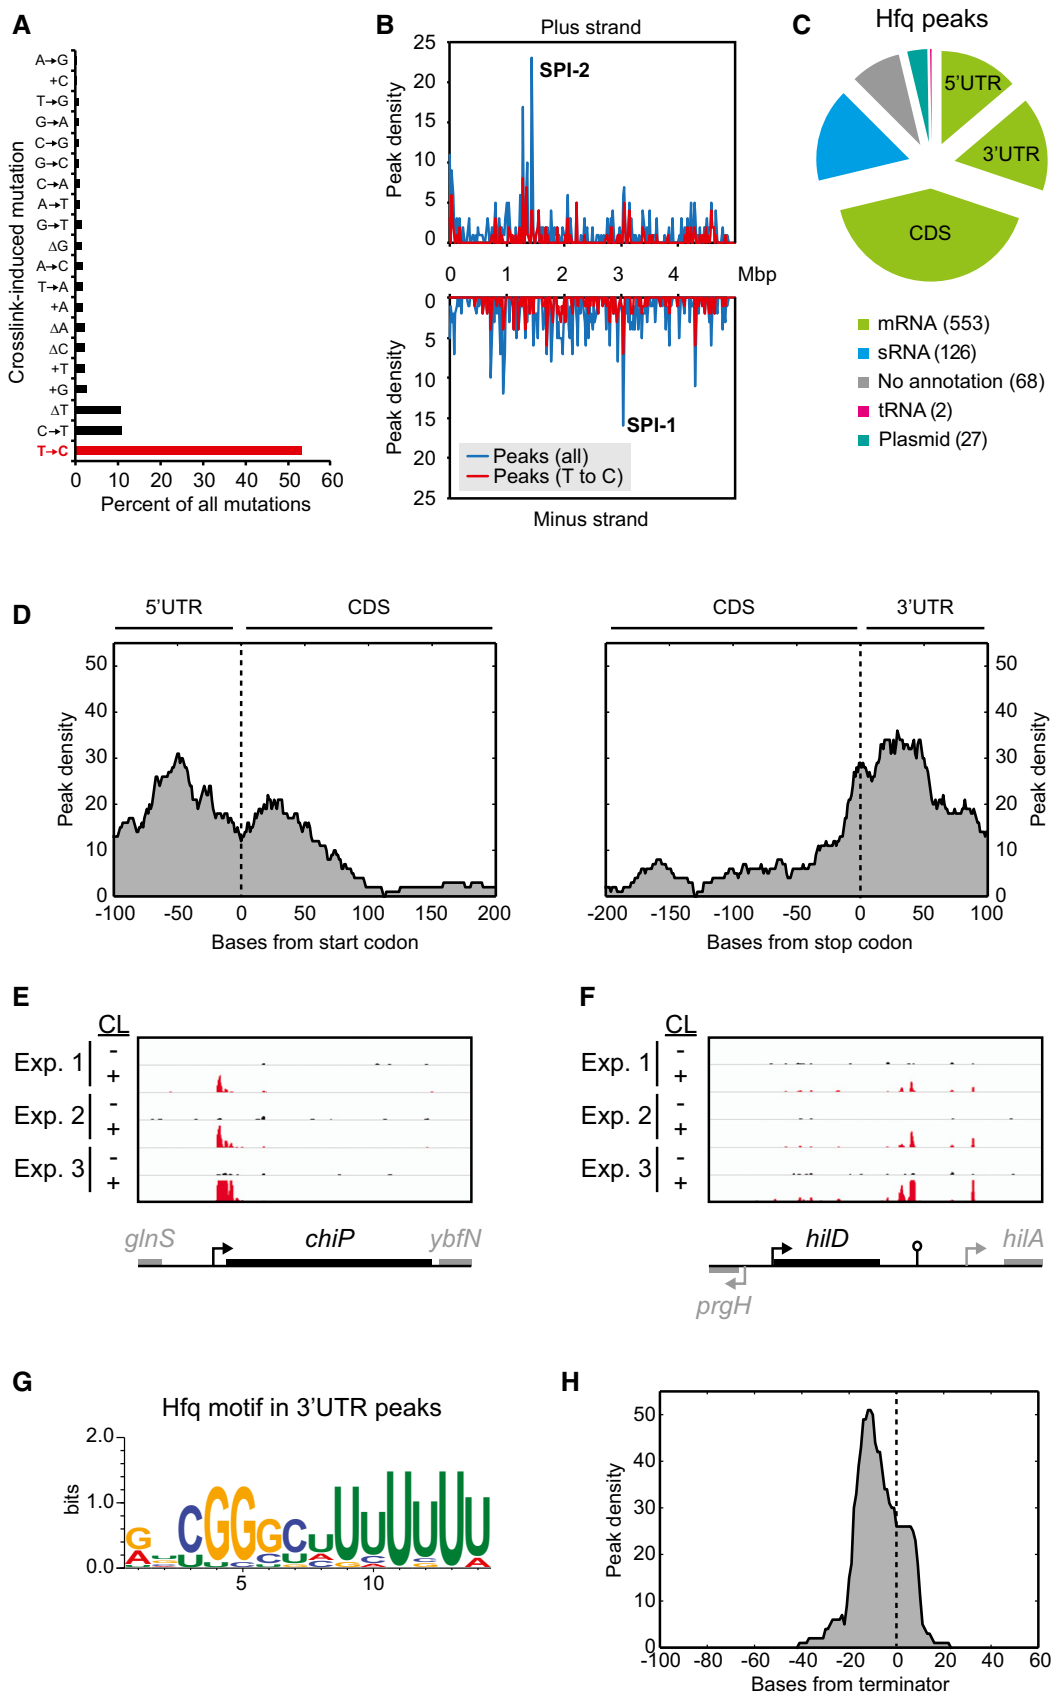 A
A→G
+C
T→G
G→A
C→G
G→C
C→A
A→T
G→T
ΔG
A→C
T→A
+A
ΔA
ΔC
+T
+G
ΔT
C→T
T→C
0 10 20 30 40 50 60
Percent of all mutations
Crosslink-induced mutation
B
Plus strand
25
20
15
10
5
0
Peak density
SPI-2
0 1 2 3 4 Mbp
0
5
10
15
20
25
Peak density
SPI-1
Peaks (all)
Peaks (T to C)
Minus strand
C
Hfq peaks
5'UTR
3'UTR
CDS
mRNA (553)
sRNA (126)
No annotation (68)
tRNA (2)
Plasmid (27)
D
5'UTR CDS
50
40
30
20
10
0
Peak density
-100 -50 0 50 100 150 200
Bases from start codon
CDS 3'UTR
50
40
30
20
10
0
Peak density
-200 -150 -100 -50 0 50 100
Bases from stop codon
E
CL
Exp. 1 - +
Exp. 2 - +
Exp. 3 - +
glnS chiP ybfN
F
CL
Exp. 1 - +
Exp. 2 - +
Exp. 3 - +
hilD hilA
prgH
G
Hfq motif in 3'UTR peaks
2.0
1.0
0.0
bits
5 10
H
50
40
30
20
10
0
Peak density
-100 -80 -60 -40 -20 0 20 40 60
Bases from terminator